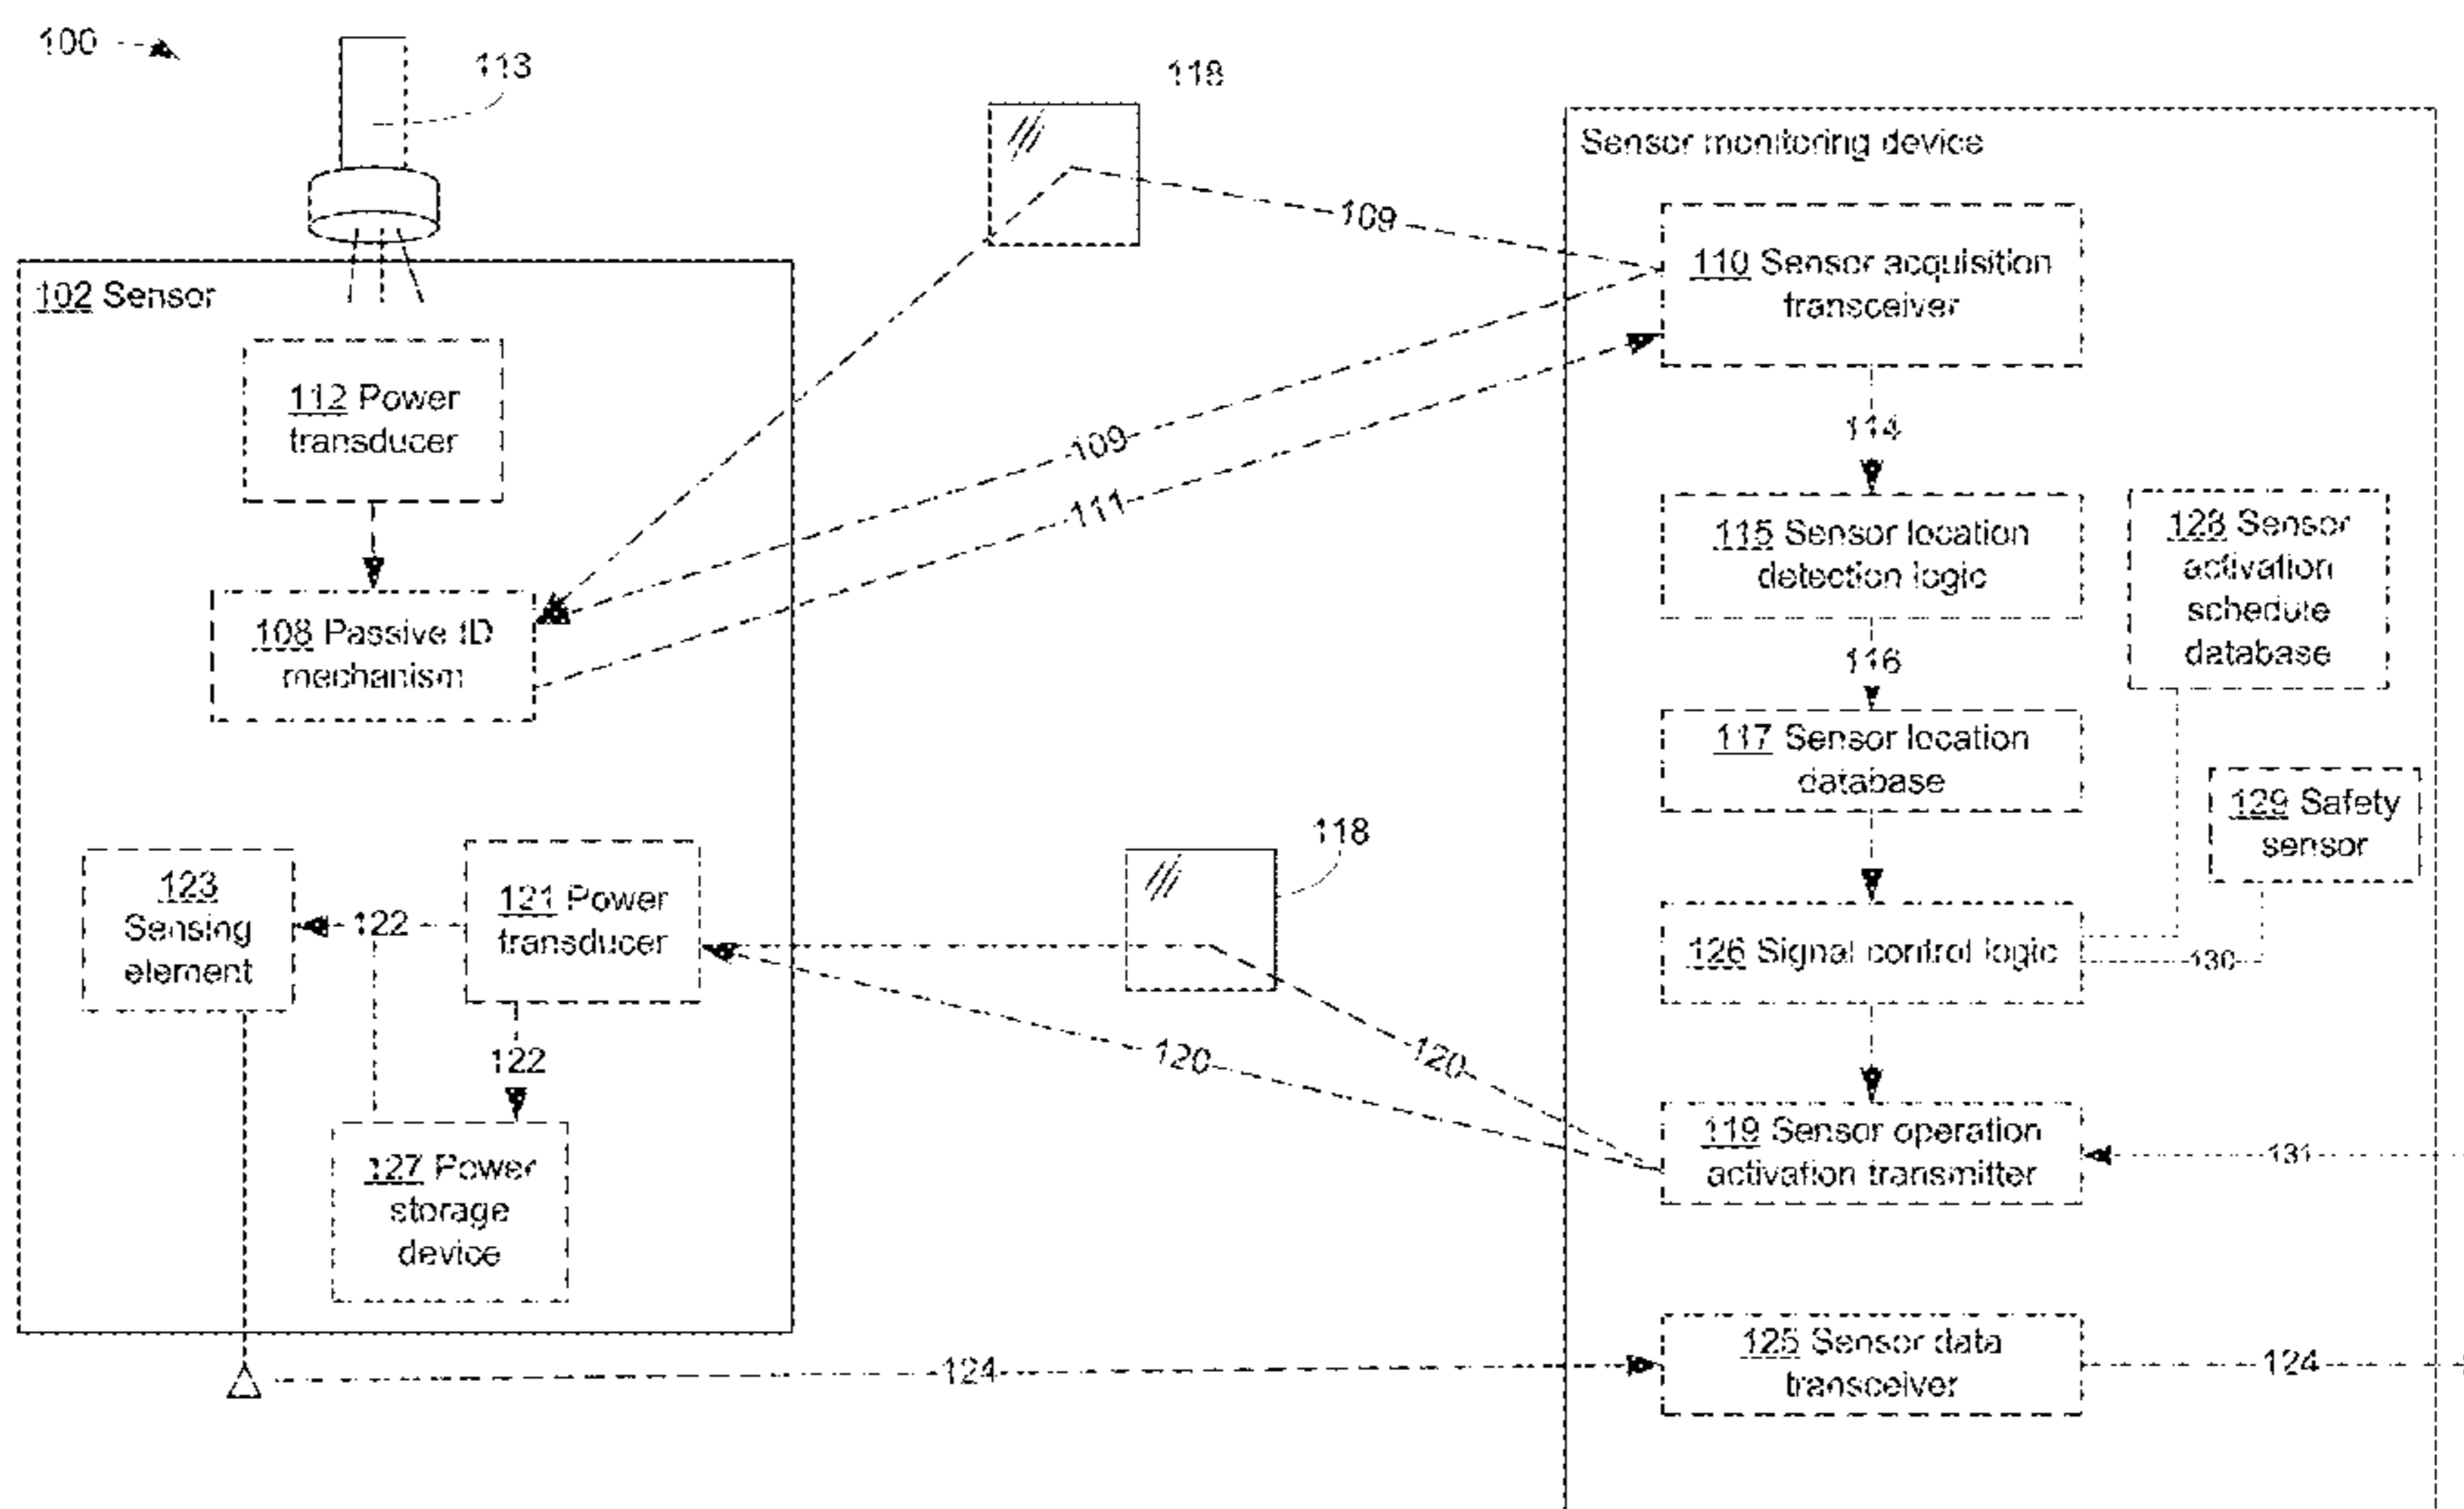 100
113
118
Sensor monitoring device
109
110 Sensor acquisition
transceiver
102 Sensor
112 Power
transducer
109
111
114
115 Sensor location
detection logic
128 Sensor
activation
schedule
database
108 Passive ID
mechanism
116
117 Sensor location
database
129 Safety
sensor
118
123
Sensing
element
122
121 Power
transducer
126 Signal control logic
130
122
120
120
119 Sensor operation
activation transmitter
131
127 Power
storage
device
124
125 Sensor data
transceiver
124